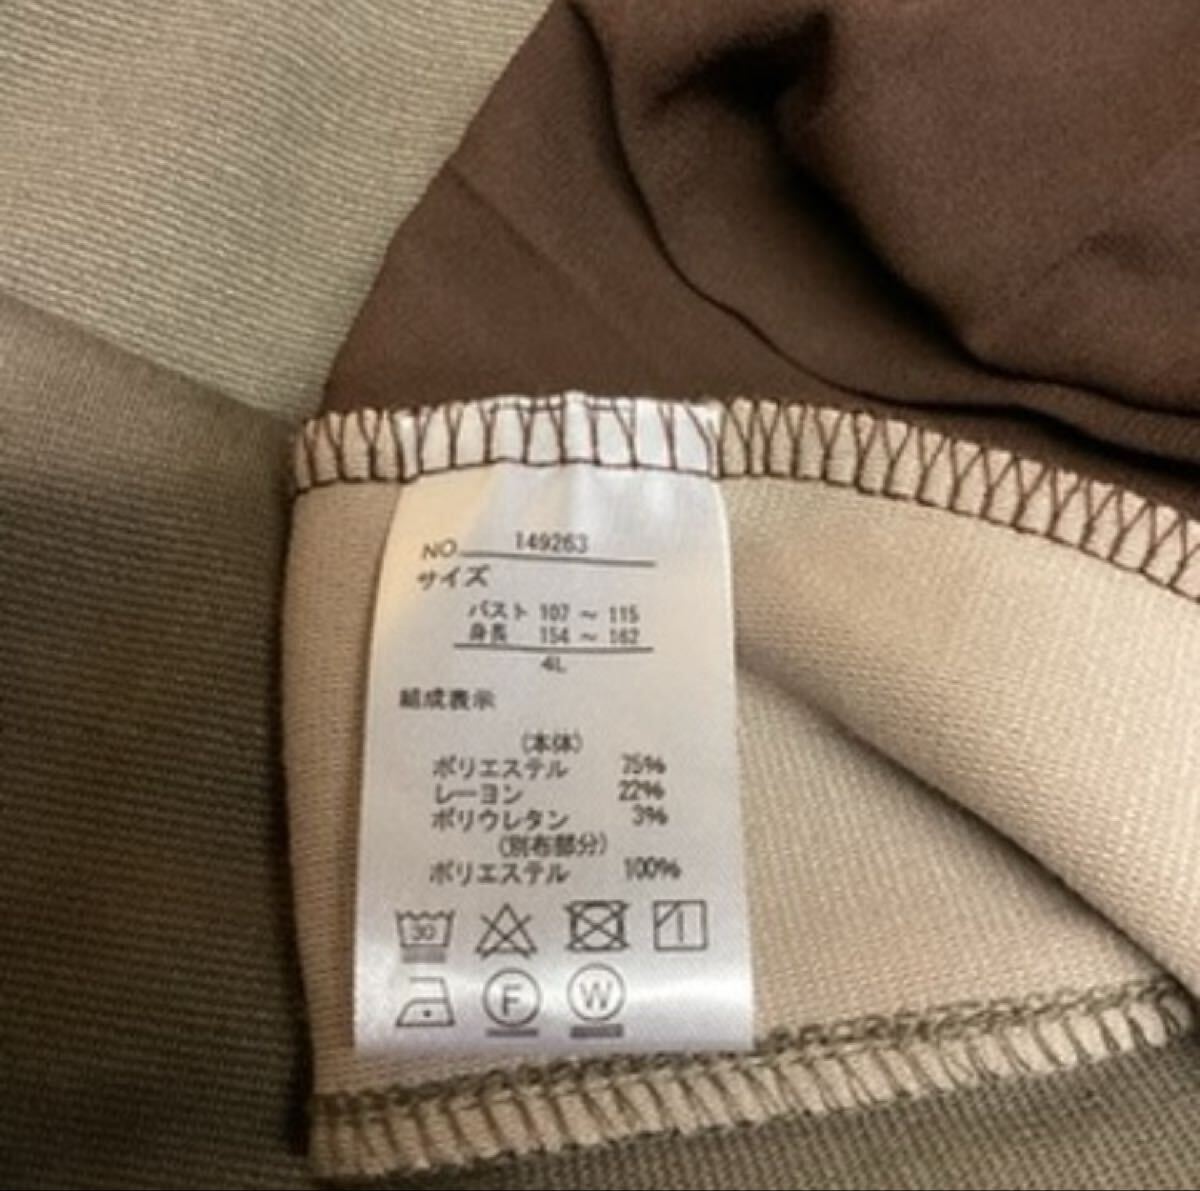 NO. 149263
サイズ
バスト 107 ~ 115
身長 154 ~ 162
4L
組成表示
(本体)
ポリエステル 75%
レーヨン 22%
ポリウレタン 3%
(別布部分)
ポリエステル 100%
30
F W